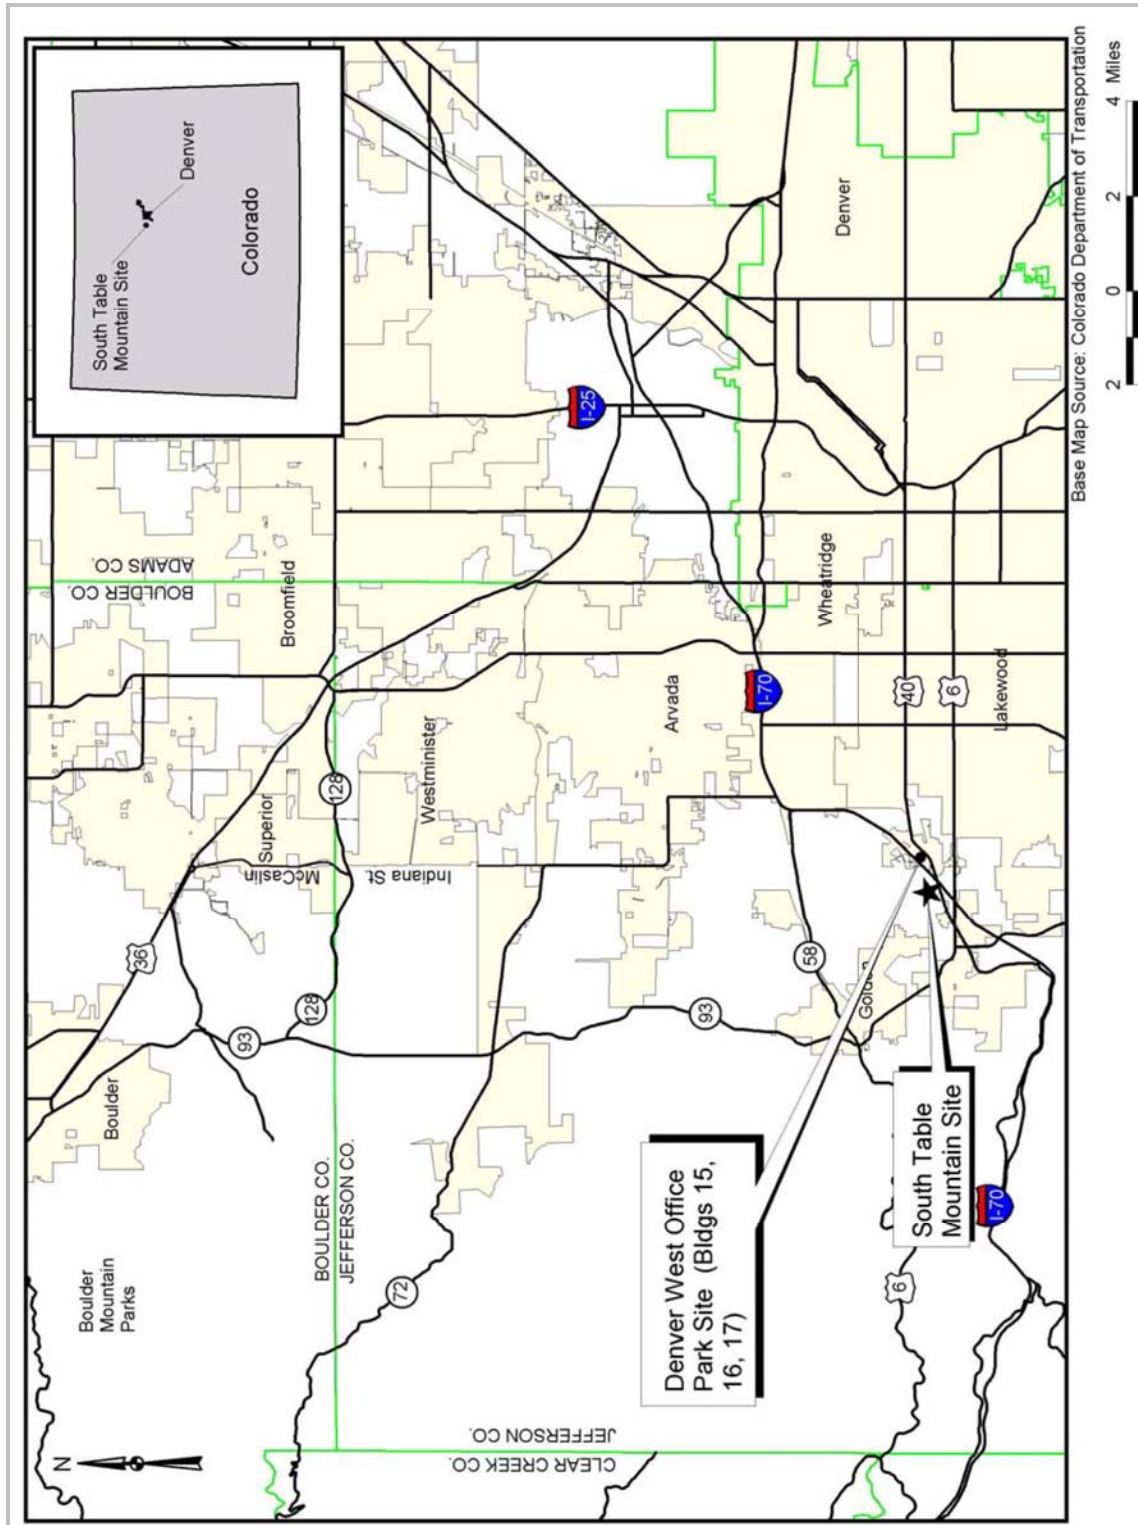 N
Boulder
Mountain
Parks
Boulder
36
93
128
128
BOULDER CO.
JEFFERSON CO.
72
Superior
McCaslin
Indiana St.
Broomfield
BOULDER CO.
ADAMS CO.
Westminister
South Table
Mountain Site
Denver
Colorado
I-25
Arvada
I-70
93
58
Wheatridge
Denver
40
6
Lakewood
Denver West Office
Park Site (Bldgs 15,
16, 17)
South Table
Mountain Site
I-70
6
CLEAR CREEK CO.
JEFFERSON CO.
Base Map Source: Colorado Department of Transportation
2 0 2 4 Miles